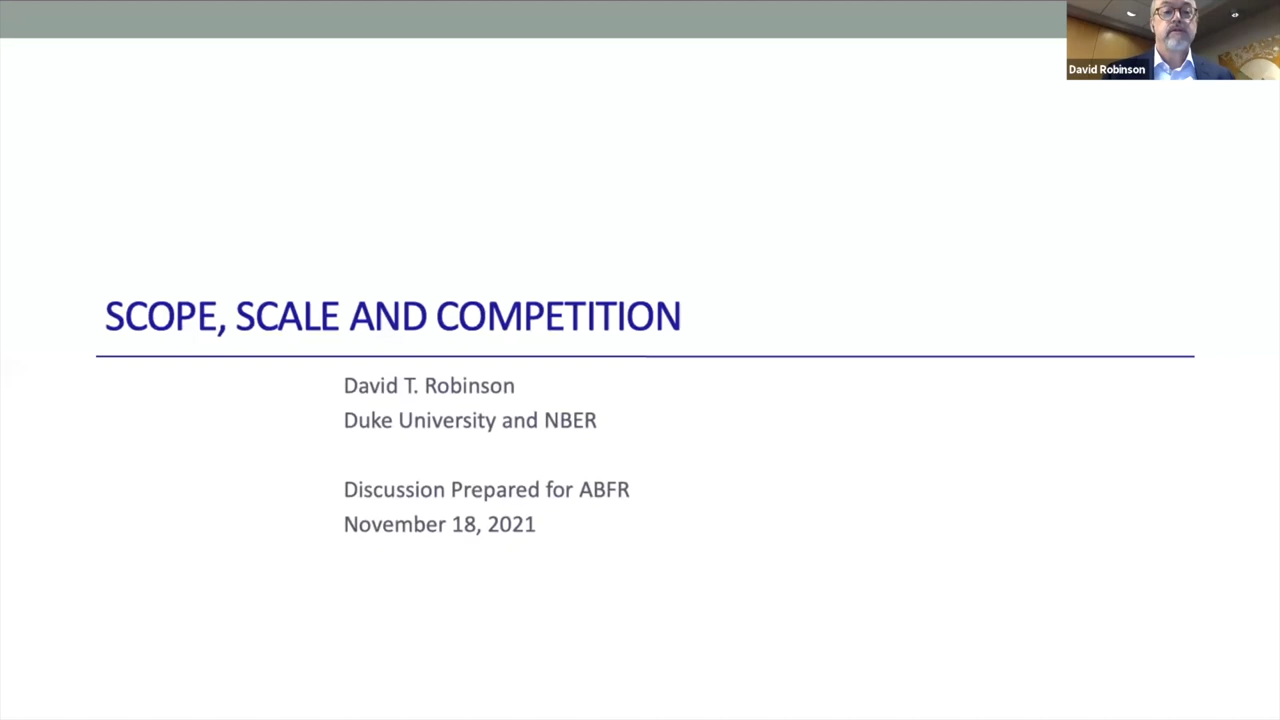 David Robinson
SCOPE, SCALE AND COMPETITION
David T. Robinson
Duke University and NBER
Discussion Prepared for ABFR
November 18, 2021